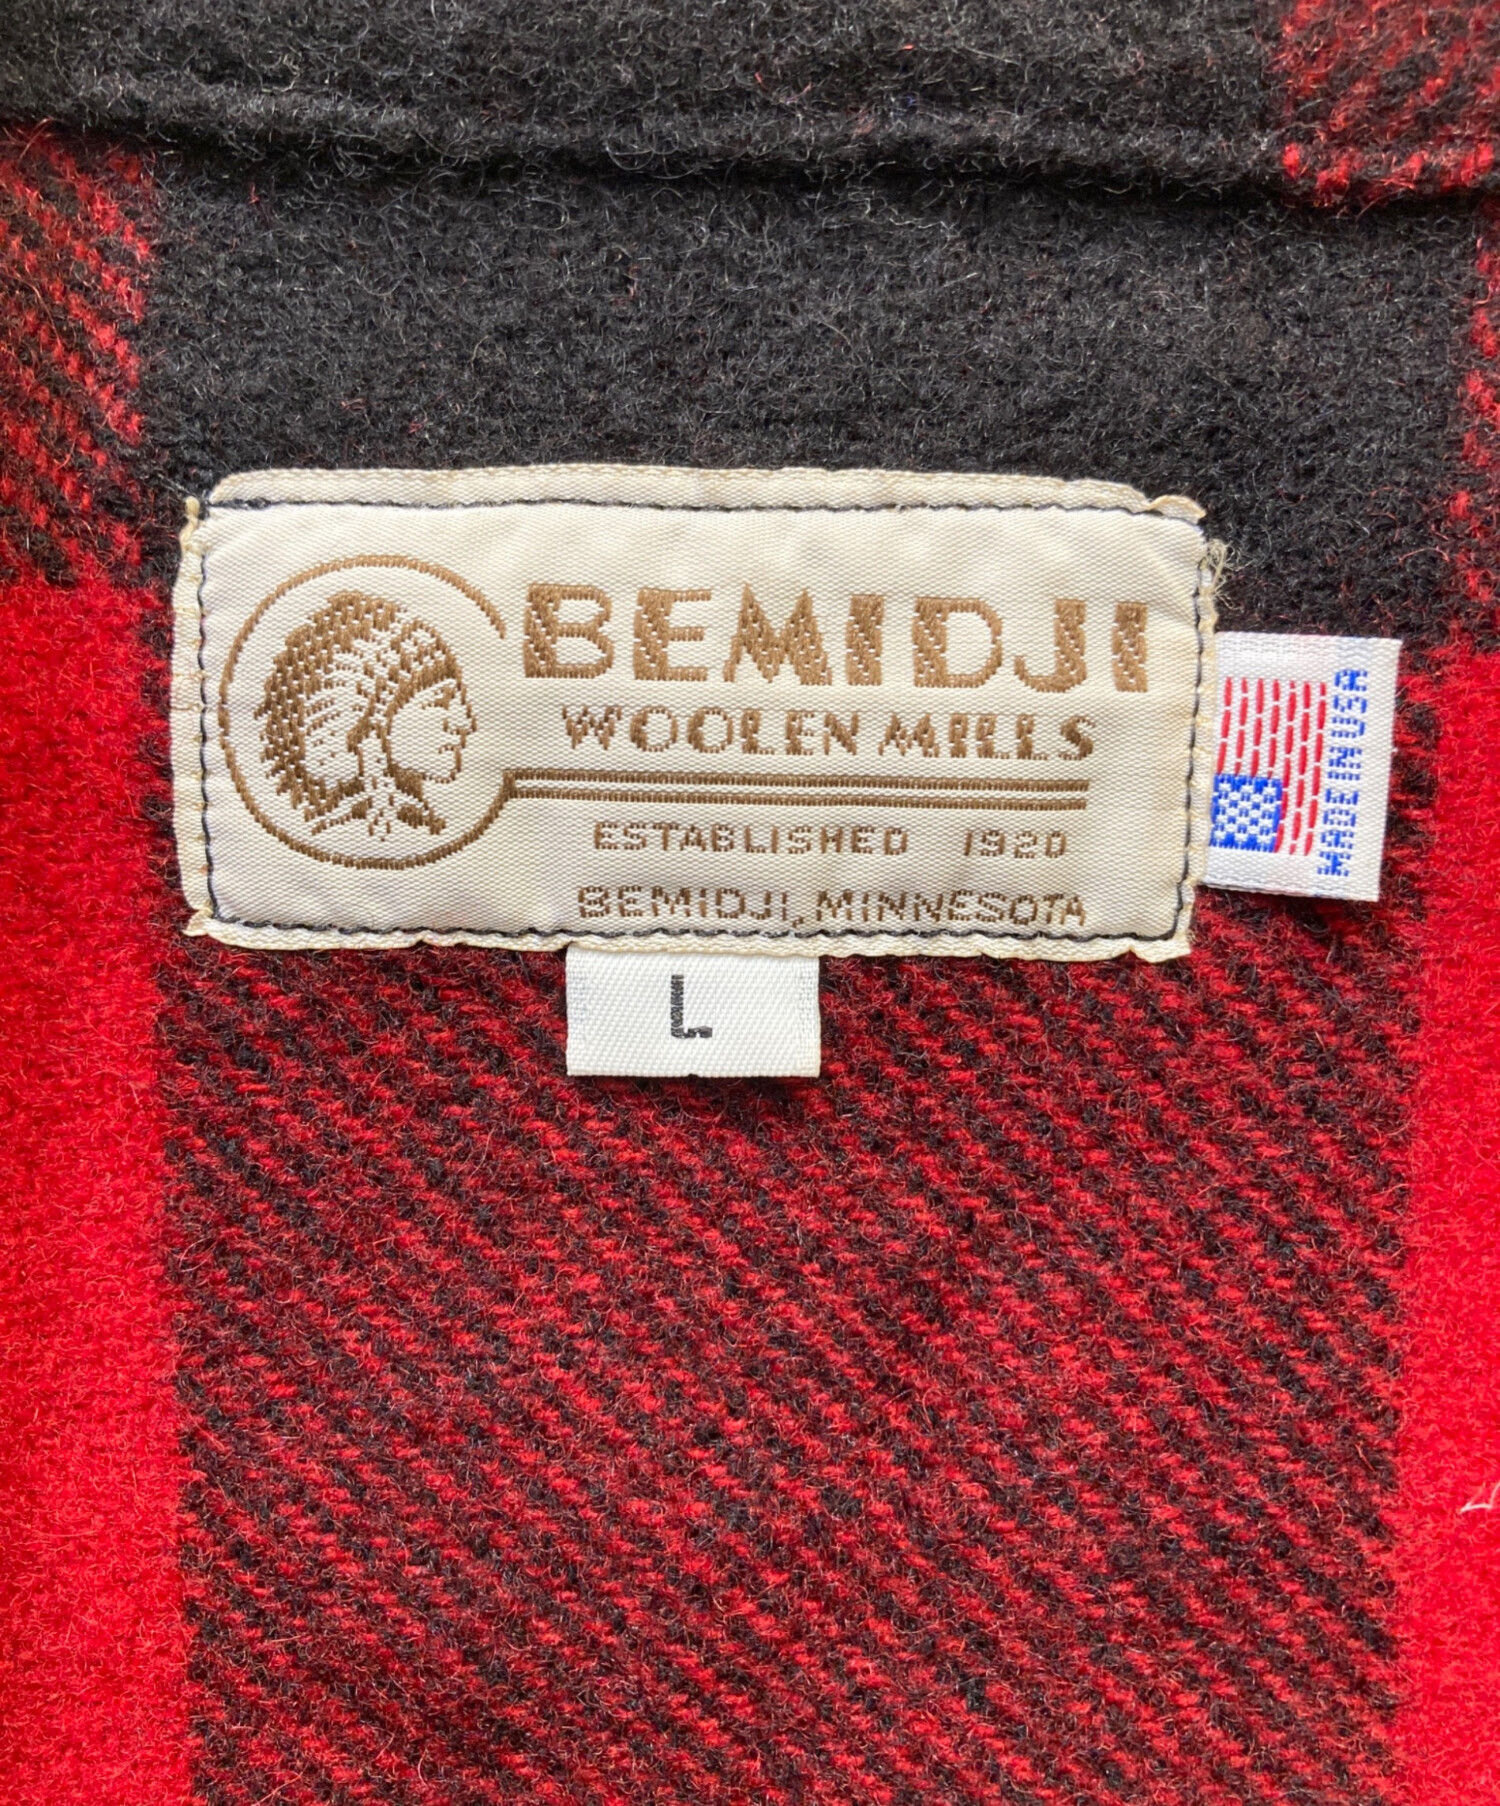 BEMIDJI
WOOLEN MILLS
ESTABLISHED 1920
BEMIDJI, MINNESOTA
MADE IN USA
L